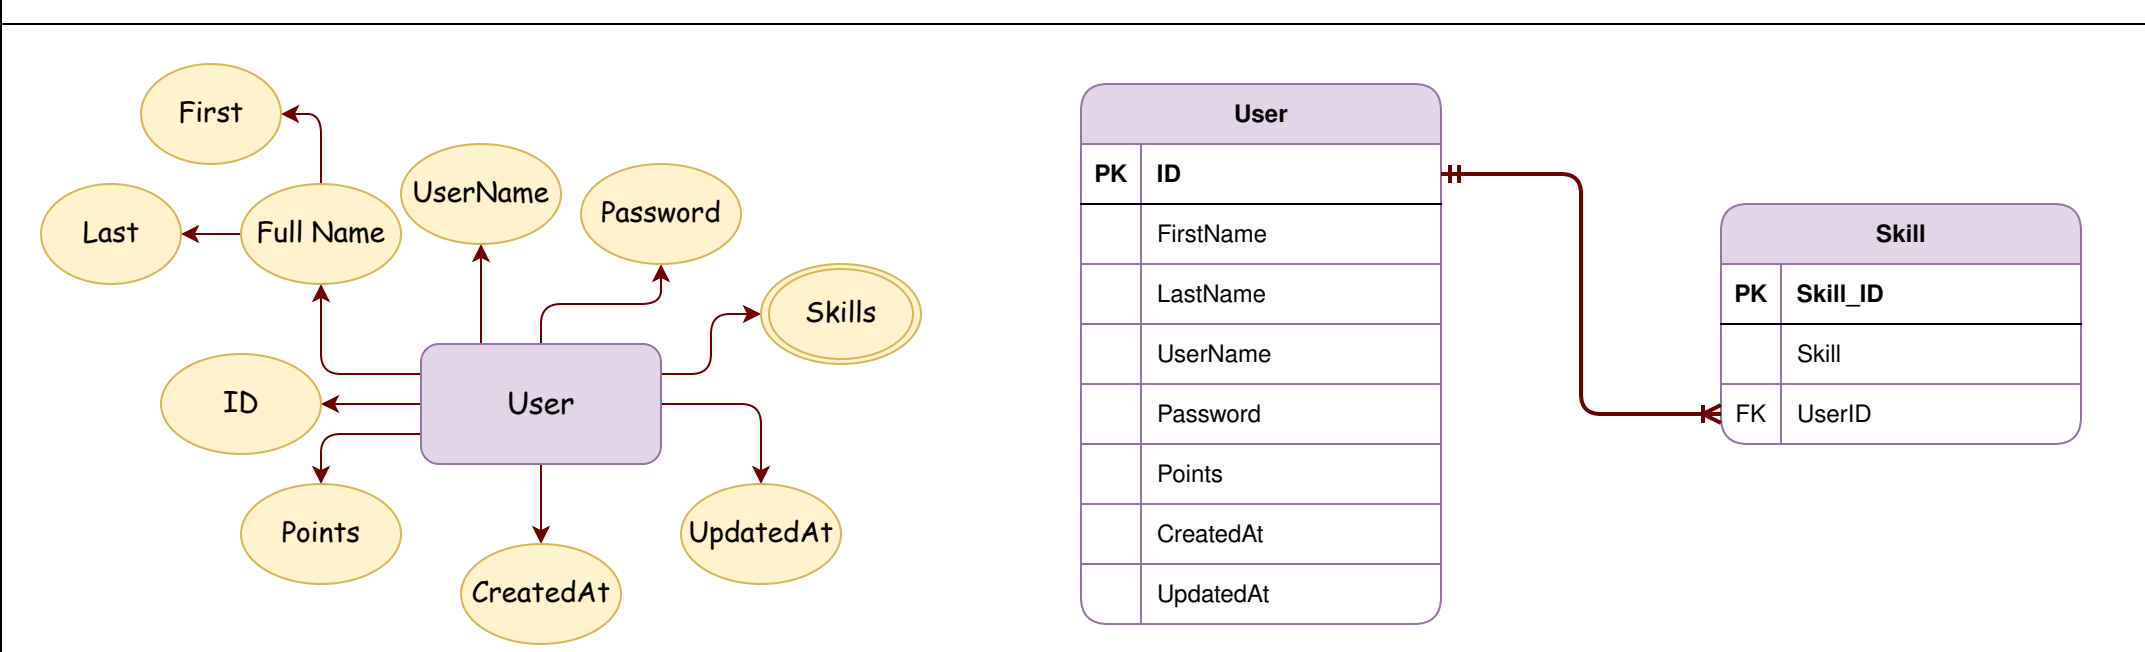 First
UserName
Password
Last
Full Name
Skills
ID
User
Points
UpdatedAt
CreatedAt
User
PK ID
FirstName
LastName
UserName
Password
Points
CreatedAt
UpdatedAt
Skill
PK Skill_ID
Skill
FK UserID